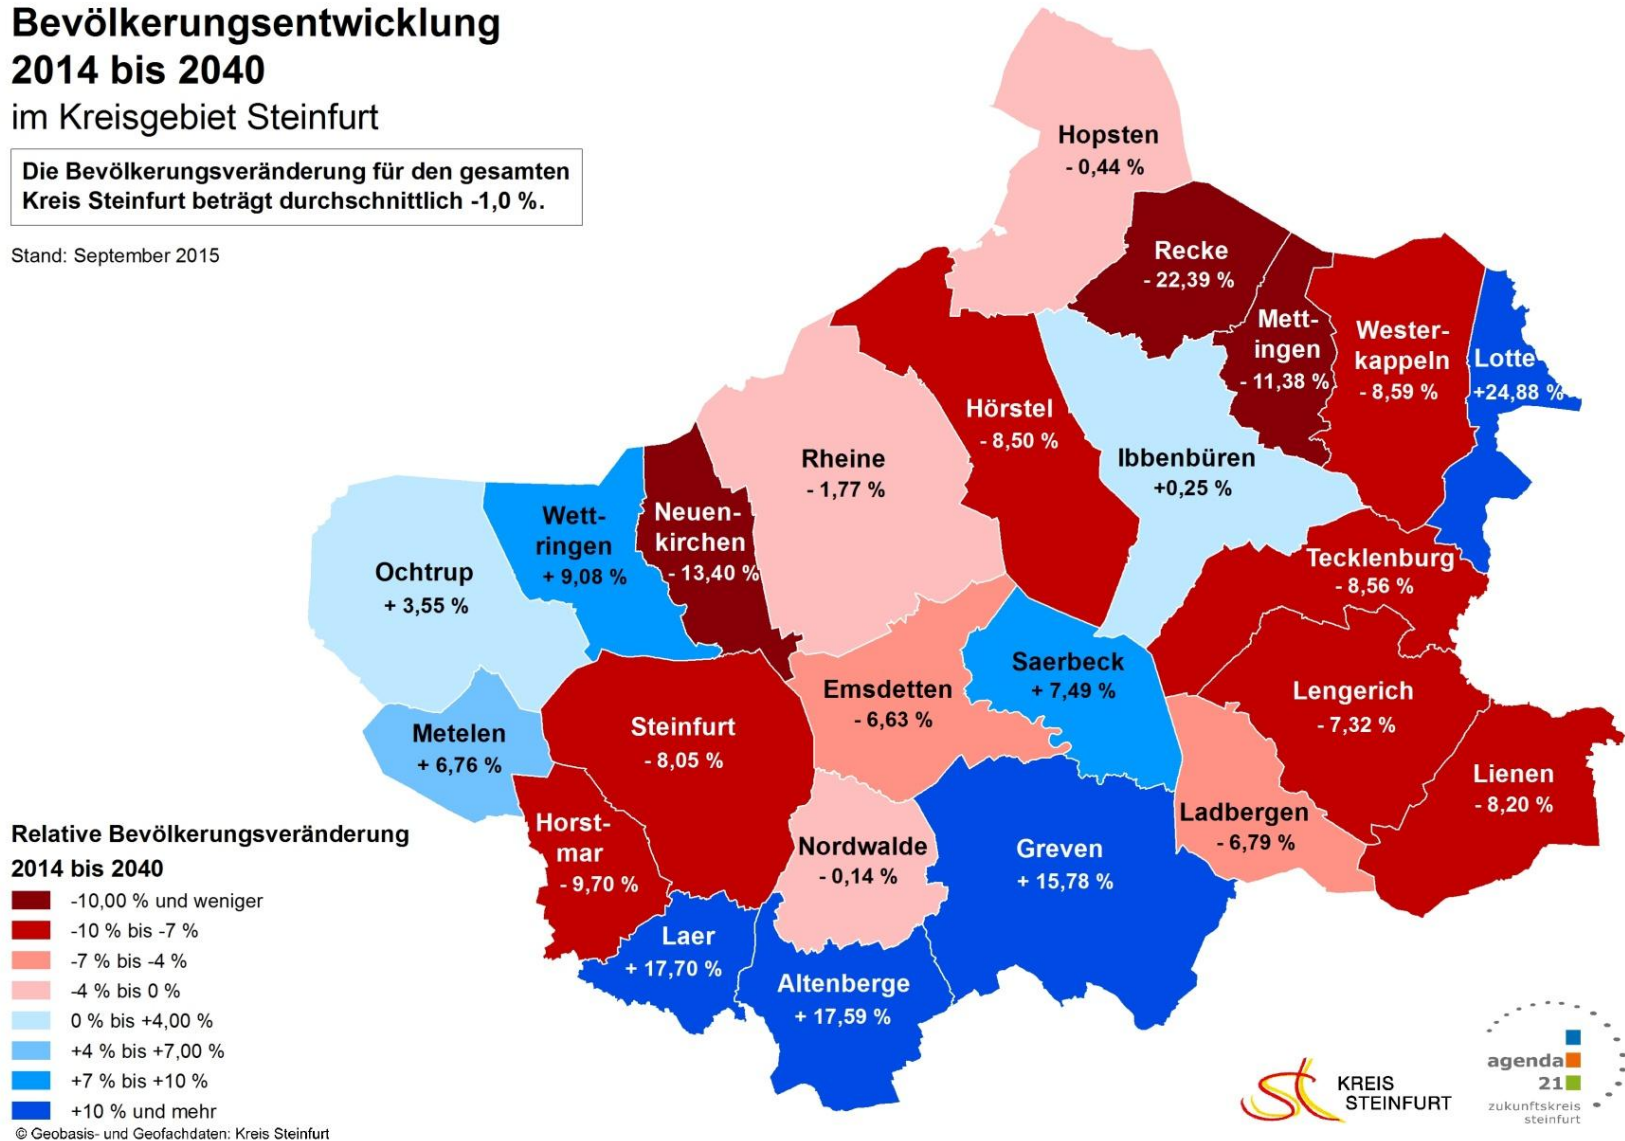 Bevölkerungsentwicklung
2014 bis 2040
im Kreisgebiet Steinfurt
Die Bevölkerungsveränderung für den gesamten
Kreis Steinfurt beträgt durchschnittlich -1,0 %.
Stand: September 2015
Hopsten
- 0,44 %
Recke
- 22,39 %
Mett-
ingen
- 11,38 %
Wester-
kappeln
- 8,59 %
Lotte
+24,88 %
Hörstel
- 8,50 %
Ibbenbüren
+0,25 %
Rheine
- 1,77 %
Neuen-
kirchen
- 13,40 %
Wett-
ringen
+ 9,08 %
Ochtrup
+ 3,55 %
Tecklenburg
- 8,56 %
Saerbeck
+ 7,49 %
Emsdetten
- 6,63 %
Lengerich
- 7,32 %
Metelen
+ 6,76 %
Steinfurt
- 8,05 %
Lienen
- 8,20 %
Ladbergen
- 6,79 %
Horst-
mar
- 9,70 %
Nordwalde
- 0,14 %
Greven
+ 15,78 %
Laer
+ 17,70 %
Altenberge
+ 17,59 %
Relative Bevölkerungsveränderung
2014 bis 2040
-10,00 % und weniger
-10 % bis -7 %
-7 % bis -4 %
-4 % bis 0 %
0 % bis +4,00 %
+4 % bis +7,00 %
+7 % bis +10 %
+10 % und mehr
© Geobasis- und Geofachdaten: Kreis Steinfurt
KREIS
STEINFURT
agenda
21
zukunftskreis
steinfurt